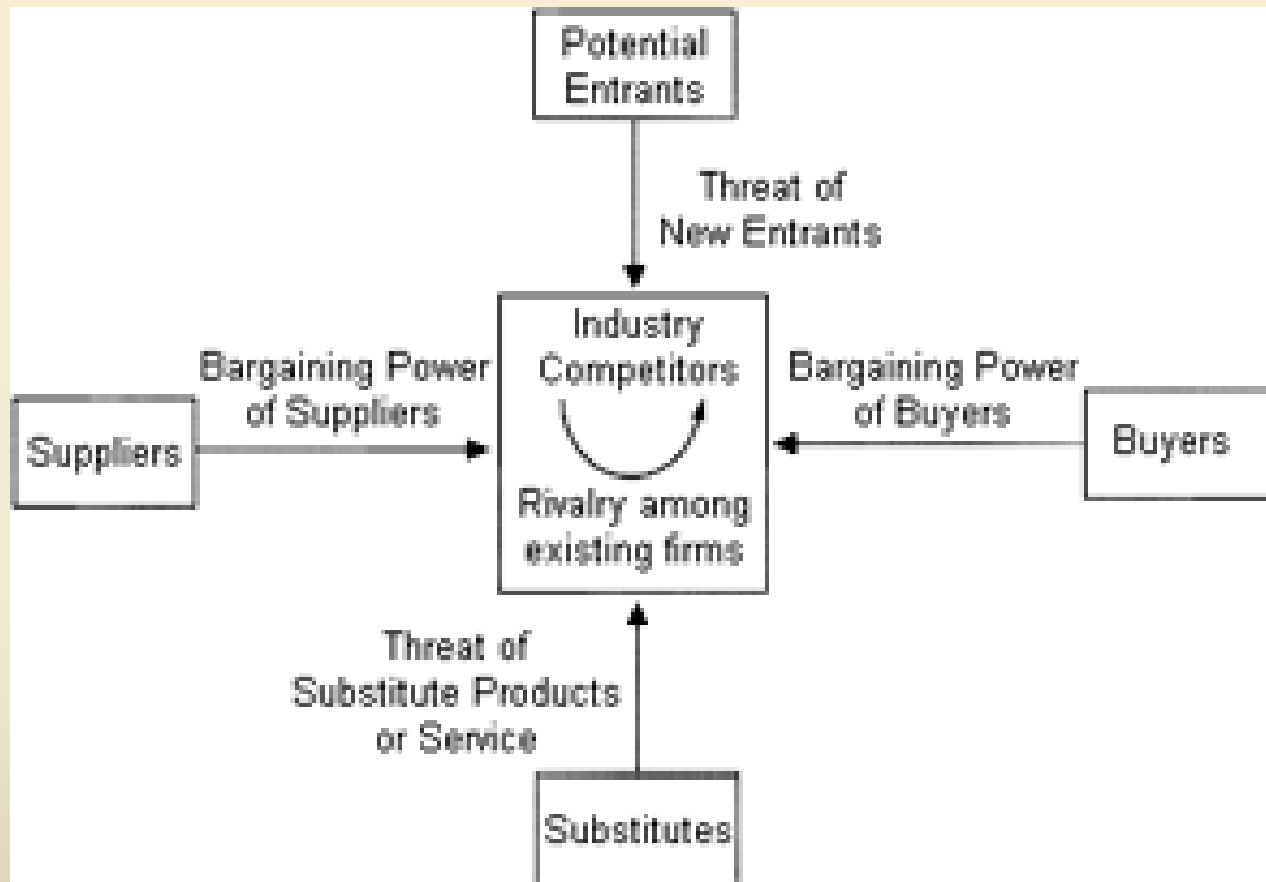 Potential
Entrants
Threat of
New Entrants
Industry
Competitors
Bargaining Power
of Suppliers
Bargaining Power
of Buyers
Suppliers
Buyers
Rivalry among
existing firms
Threat of
Substitute Products
or Service
Substitutes